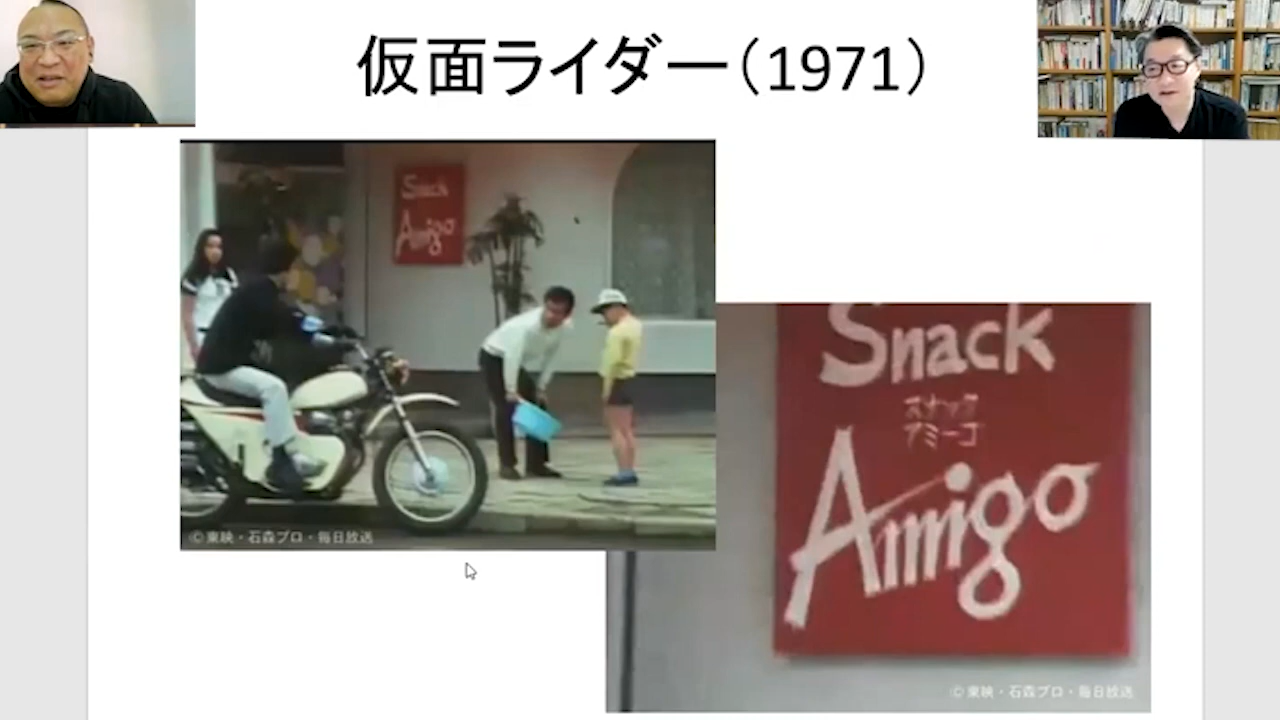 仮面ライダー（1971）
Snack
Amigo
©東映・石森プロ・毎日放送
Snack
スナック
アミーゴ
Amigo
©東映・石森プロ・毎日放送